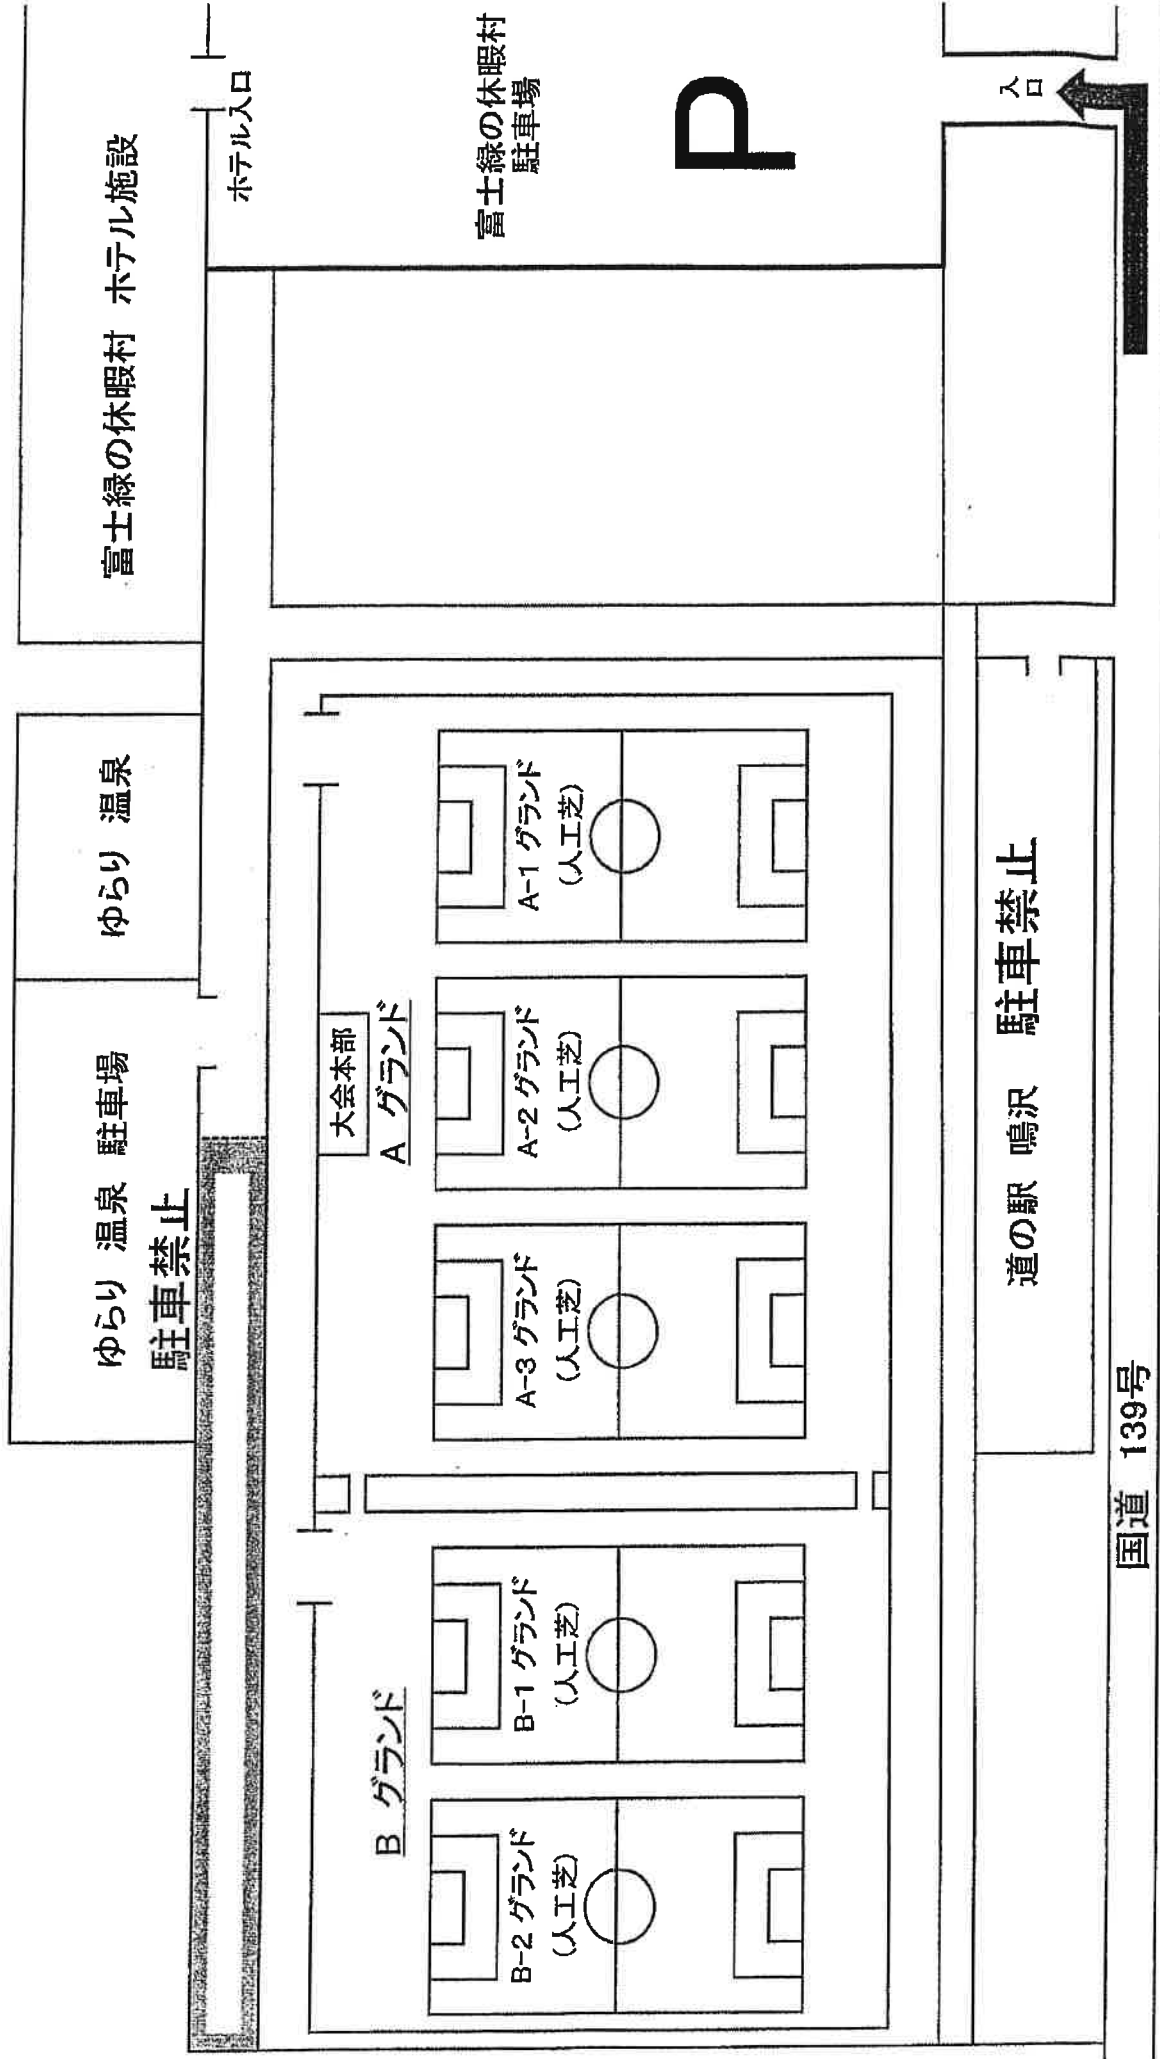 ゆらり 温泉 駐車場
駐車禁止
ゆらり 温泉
富士緑の休暇村 ホテル施設
ホテル入口
大会本部
B グランド
A グランド
B-2 グランド
(人工芝)
B-1 グランド
(人工芝)
A-3 グランド
(人工芝)
A-2 グランド
(人工芝)
A-1 グランド
(人工芝)
富士緑の休暇村
駐車場
P
道の駅 鳴沢 駐車禁止
入口
国道 139号